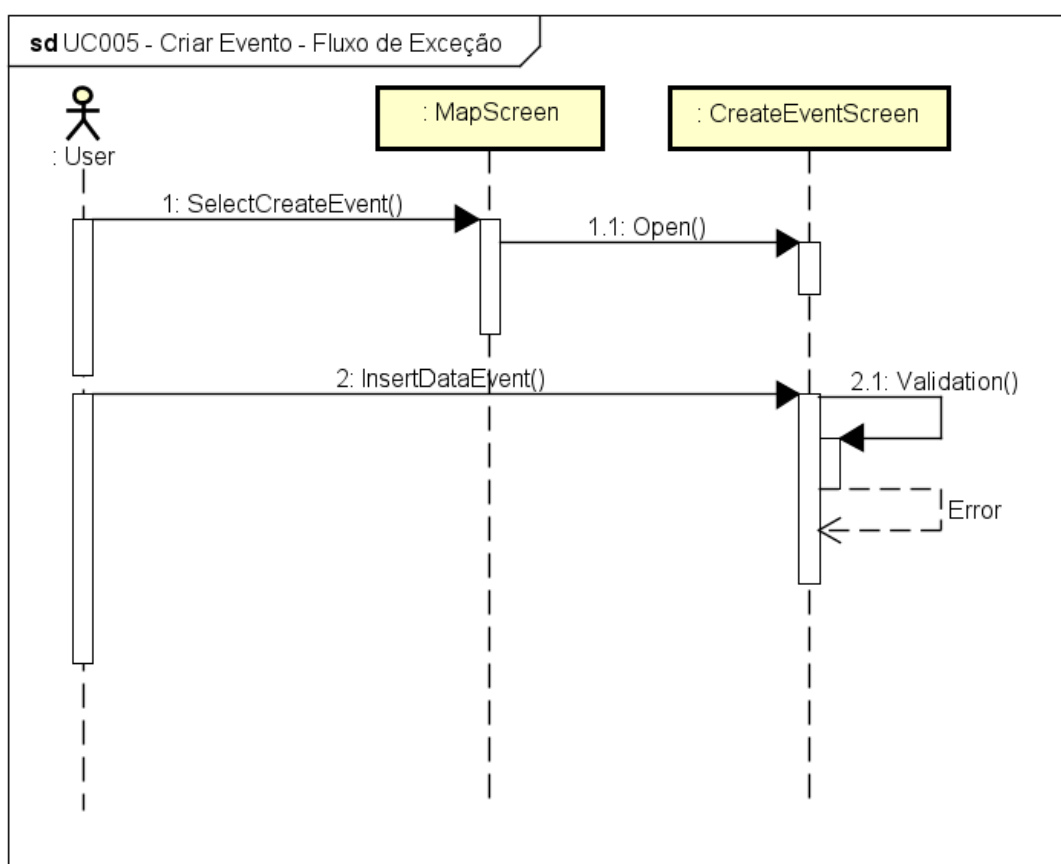 sd UC005 - Criar Evento - Fluxo de Exceção
: User
: MapScreen
: CreateEventScreen
1: SelectCreateEvent()
1.1: Open()
2: InsertDataEvent()
2.1: Validation()
Error